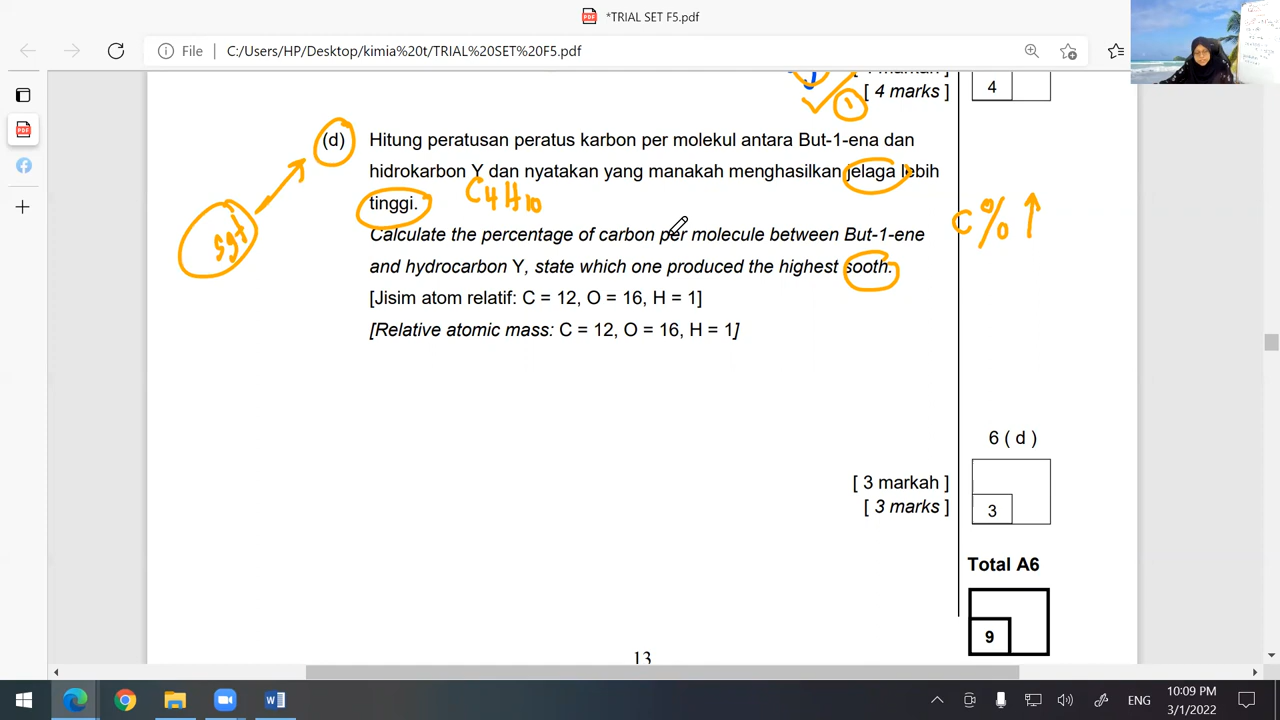 *TRIAL SET F5.pdf
File C:/Users/HP/Desktop/kimia%20t/TRIAL%20SET%20F5.pdf
[ 4 marks ]
4
1
(d) Hitung peratusan peratus karbon per molekul antara But-1-ena dan
hidrokarbon Y dan nyatakan yang manakah menghasilkan jelaga lebih
tinggi.
C4H10
C% ↑
sgt
Calculate the percentage of carbon per molecule between But-1-ene
and hydrocarbon Y, state which one produced the highest sooth.
[Jisim atom relatif: C = 12, O = 16, H = 1]
[Relative atomic mass: C = 12, O = 16, H = 1]
6 ( d )
[ 3 markah ]
[ 3 marks ]
3
Total A6
9
13
ENG
10:09 PM
3/1/2022